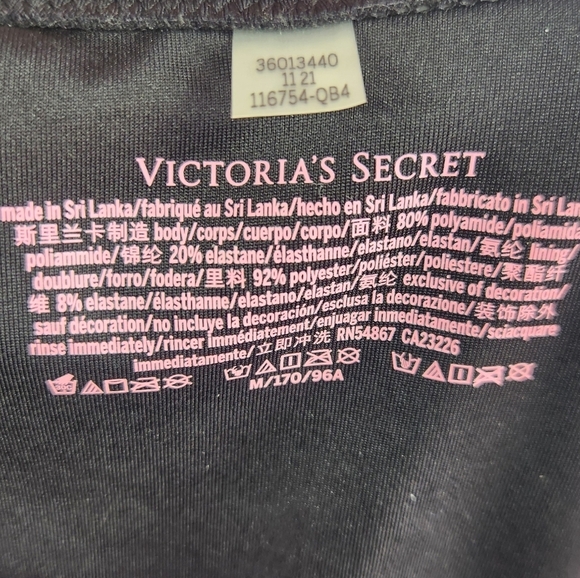 36013440
11 21
116754-QB4
VICTORIA'S SECRET
made in Sri Lanka/fabriqué au Sri Lanka/hecho en Sri Lanka/fabbricato in Sri Lan
斯里兰卡制造 body/corps/cuerpo/corpo/面料 80% polyamide/poliamida
poliammide/锦纶 20% elastane/élasthanne/elastano/elastan/氨纶 lining/
doublure/forro/fodera/里料 92% polyester/poliéster/poliestere/聚酯纤
维 8% elastane/élasthanne/elastano/elastan/氨纶 exclusive of decoration/
sauf décoration/no incluye la decoración/esclusa la decorazione/装饰除外
rinse immediately/rincer immédiatement/enjuagar inmediatamente/sciacquare
immediatamente/立即冲洗 RN54867 CA23226
M/170/96A